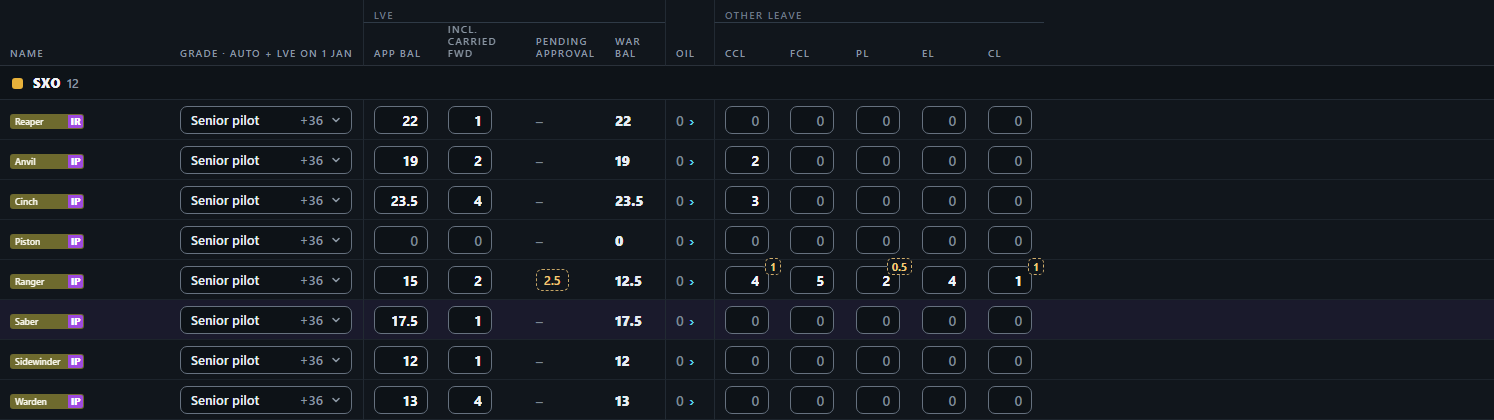 LVE OTHER LEAVE
NAME GRADE · AUTO + LVE ON 1 JAN APP BAL INCL. CARRIED FWD PENDING APPROVAL WAR BAL OIL CCL FCL PL EL CL
SXO 12
Reaper IR Senior pilot +36 22 1 – 22 0 › 0 0 0 0 0
Anvil IP Senior pilot +36 19 2 – 19 0 › 2 0 0 0 0
Cinch IP Senior pilot +36 23.5 4 – 23.5 0 › 3 0 0 0 0
Piston IP Senior pilot +36 0 0 – 0 0 › 0 0 0 0 0
Ranger IP Senior pilot +36 15 2 2.5 12.5 0 › 4 1 5 2 0.5 4 1 1
Saber IP Senior pilot +36 17.5 1 – 17.5 0 › 0 0 0 0 0
Sidewinder IP Senior pilot +36 12 1 – 12 0 › 0 0 0 0 0
Warden IP Senior pilot +36 13 4 – 13 0 › 0 0 0 0 0